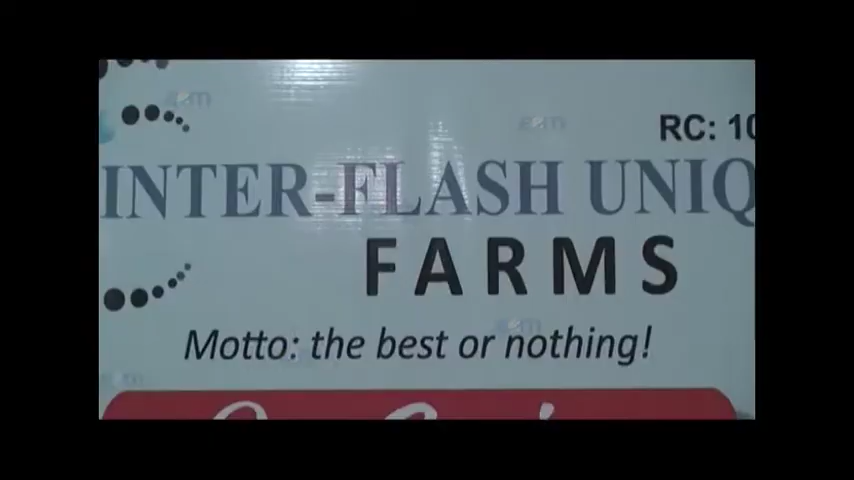 RC: 10
INTER-FLASH UNIQ
FARMS
Motto: the best or nothing!